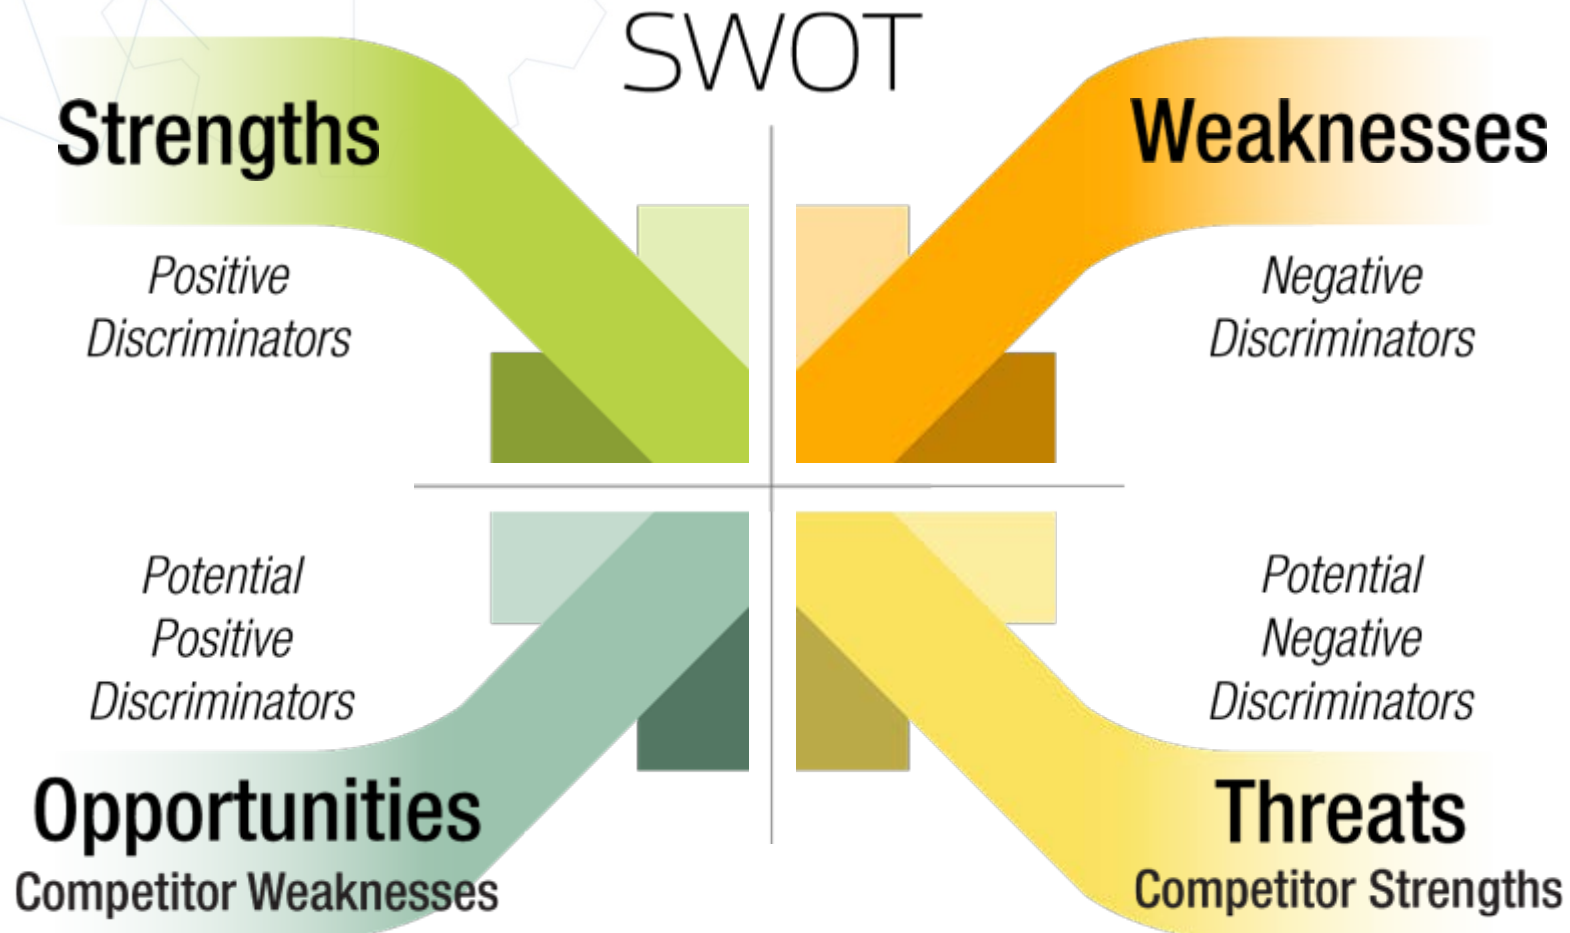 SWOT
Strengths
Positive
Discriminators
Weaknesses
Negative
Discriminators
Potential
Positive
Discriminators
Opportunities
Competitor Weaknesses
Potential
Negative
Discriminators
Threats
Competitor Strengths